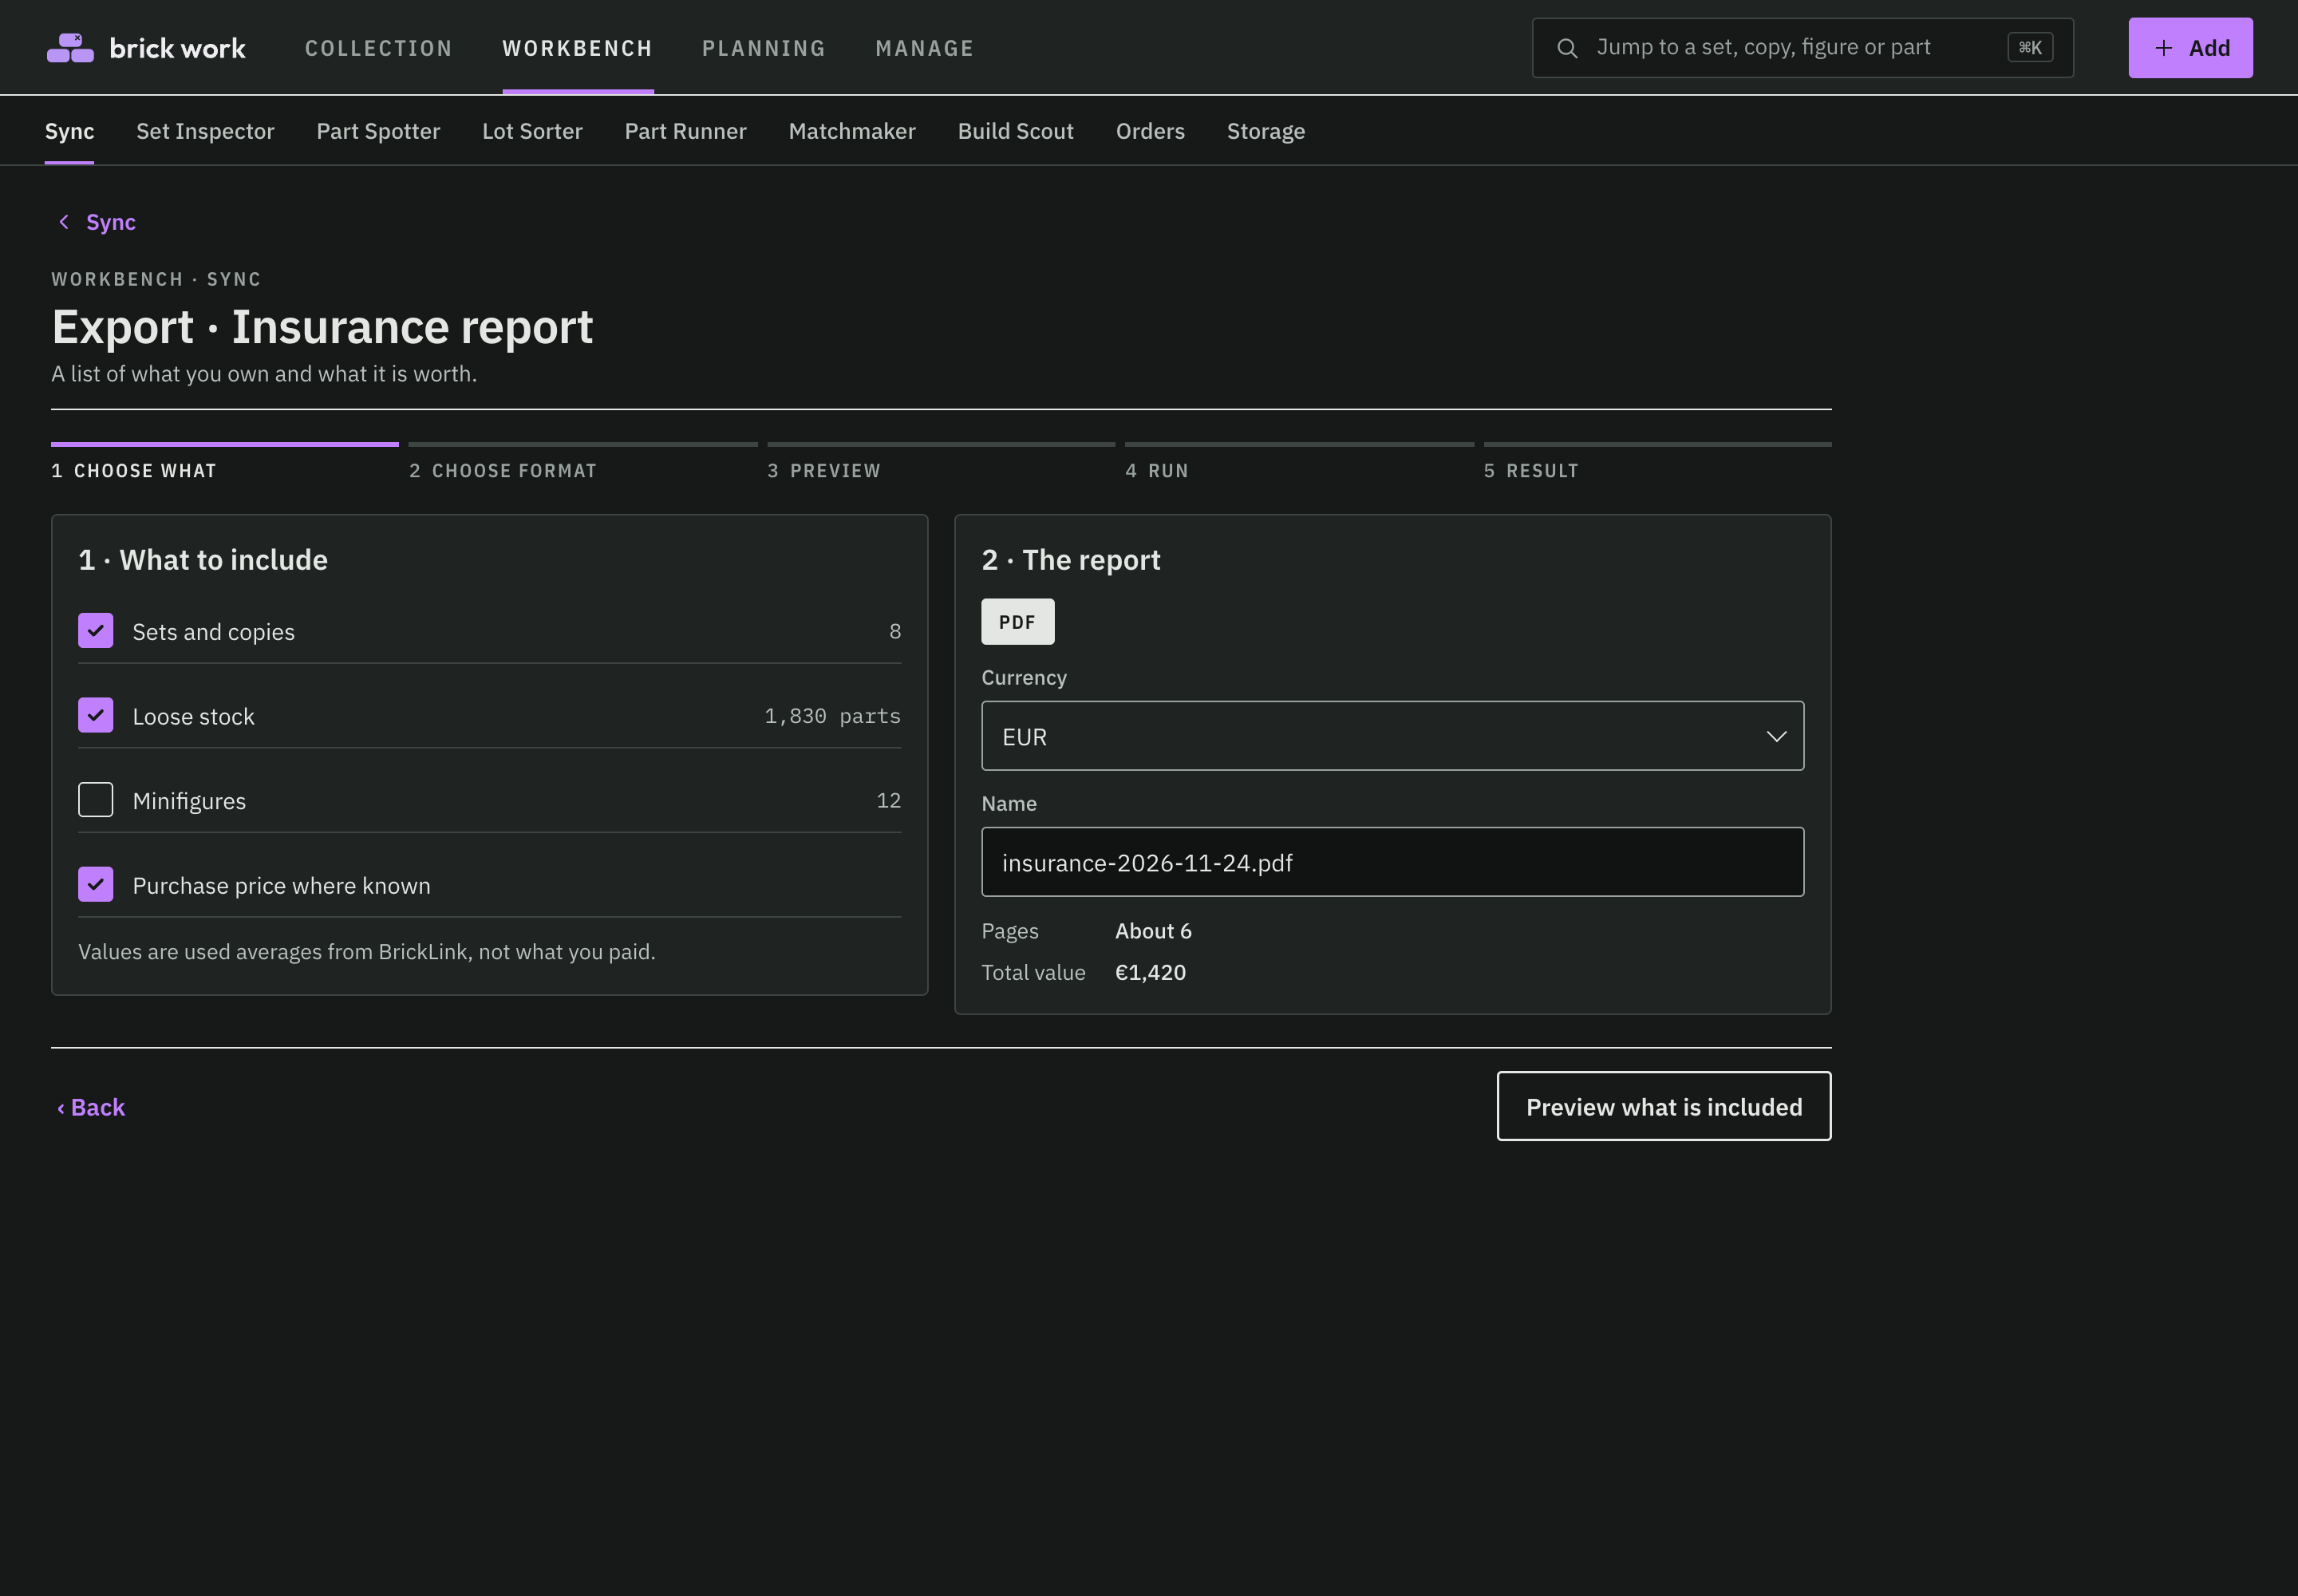 brick work
COLLECTION
WORKBENCH
PLANNING
MANAGE
Jump to a set, copy, figure or part
⌘K
+ Add
Sync
Set Inspector
Part Spotter
Lot Sorter
Part Runner
Matchmaker
Build Scout
Orders
Storage
‹ Sync
WORKBENCH · SYNC
Export · Insurance report
A list of what you own and what it is worth.
1 CHOOSE WHAT
2 CHOOSE FORMAT
3 PREVIEW
4 RUN
5 RESULT
1 · What to include
Sets and copies 8
Loose stock 1,830 parts
Minifigures 12
Purchase price where known
Values are used averages from BrickLink, not what you paid.
2 · The report
PDF
Currency
EUR
Name
insurance-2026-11-24.pdf
Pages About 6
Total value €1,420
‹ Back
Preview what is included